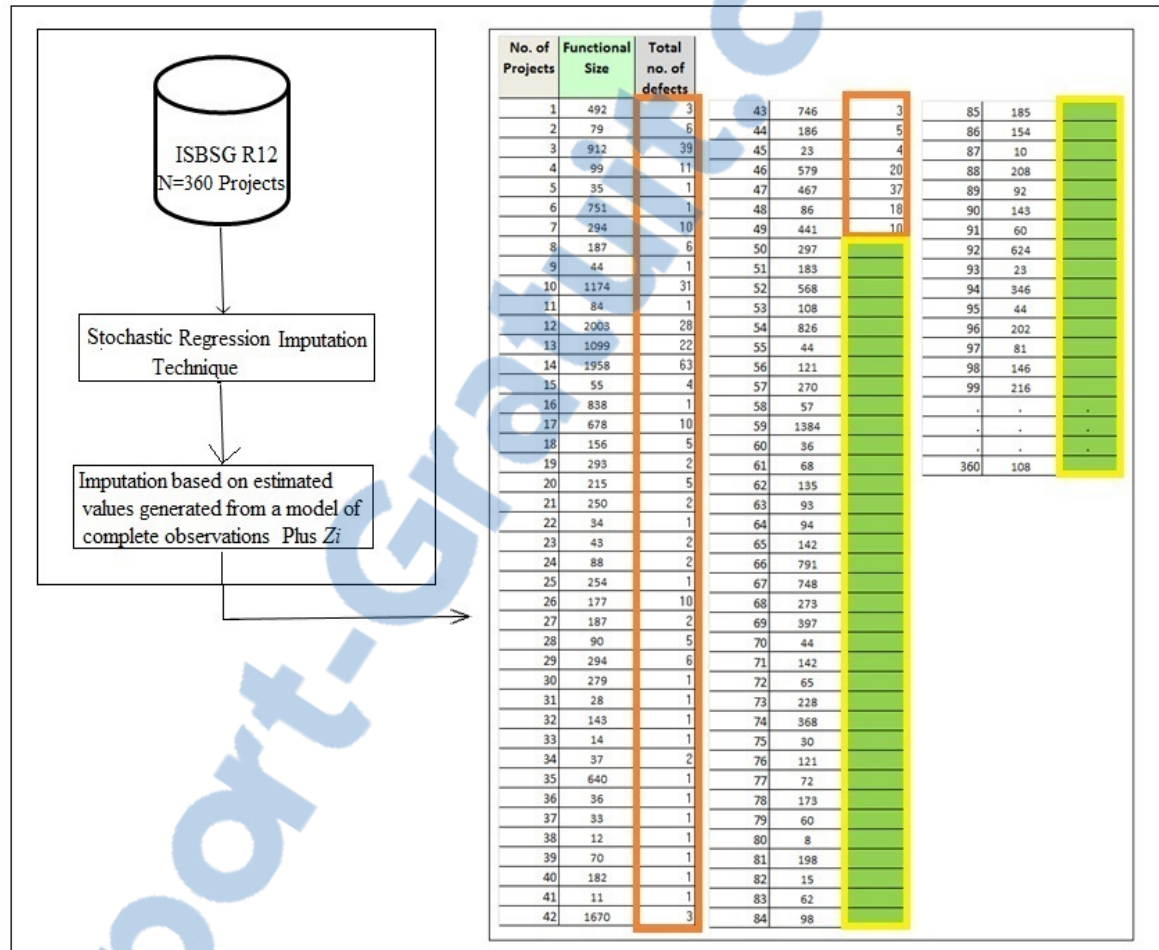 ISBSG R12
N=360 Projects
Stochastic Regression Imputation
Technique
Imputation based on estimated
values generated from a model of
complete observations Plus Zi
No. of Projects Functional Size Total no. of defects
1 492 3
2 79 6
3 912 39
4 99 11
5 35 1
6 751 1
7 294 10
8 187 6
9 44 1
10 1174 31
11 84 1
12 2003 28
13 1099 22
14 1958 63
15 55 4
16 838 1
17 678 10
18 156 5
19 293 2
20 215 5
21 250 2
22 34 1
23 43 2
24 88 2
25 254 1
26 177 10
27 187 2
28 90 5
29 294 6
30 279 1
31 28 1
32 143 1
33 14 1
34 37 2
35 640 1
36 36 1
37 33 1
38 12 1
39 70 1
40 182 1
41 11 1
42 1670 3
43 746 3
44 186 5
45 23 4
46 579 20
47 467 37
48 86 18
49 441 10
50 297
51 183
52 568
53 108
54 826
55 44
56 121
57 270
58 57
59 1384
60 36
61 68
62 135
63 93
64 94
65 142
66 791
67 748
68 273
69 397
70 44
71 142
72 65
73 228
74 368
75 30
76 121
77 72
78 173
79 60
80 8
81 198
82 15
83 62
84 98
85 185
86 154
87 10
88 208
89 92
90 143
91 60
92 624
93 23
94 346
95 44
96 202
97 81
98 146
99 216
. . .
. . .
. . .
360 108
port-Gratuit.c